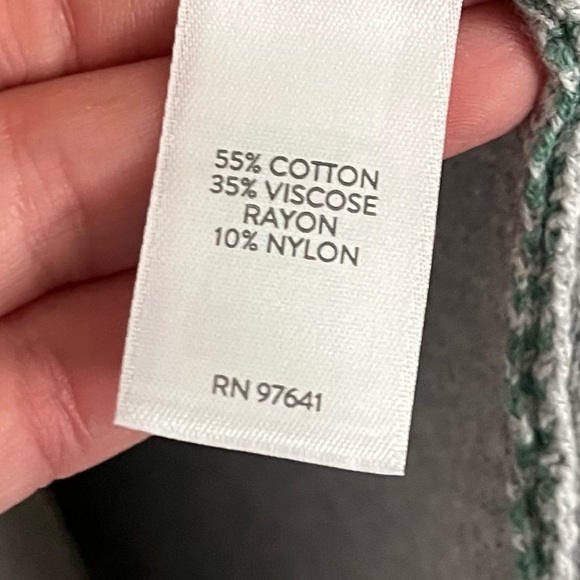 55% COTTON
35% VISCOSE
RAYON
10% NYLON
RN 97641